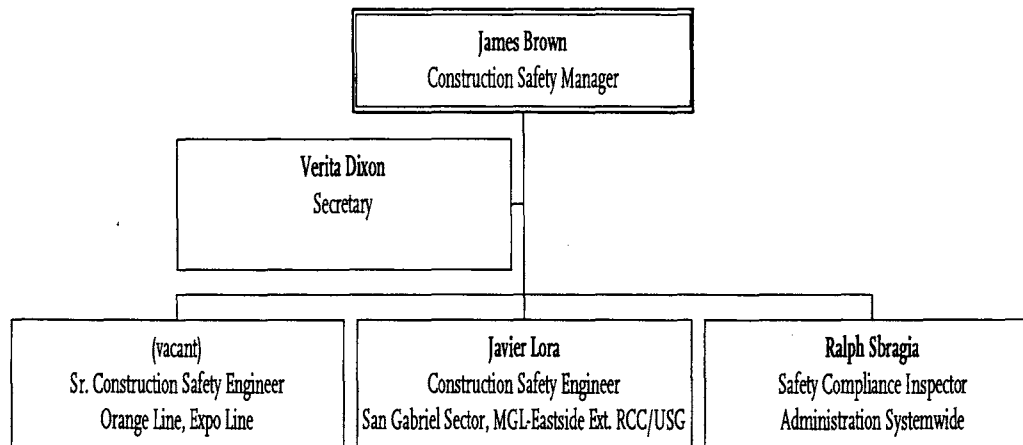 James Brown
Construction Safety Manager
Verita Dixon
Secretary
(vacant)
Sr. Construction Safety Engineer
Orange Line, Expo Line
Javier Lora
Construction Safety Engineer
San Gabriel Sector, MGL-Eastside Ext. RCC/USG
Ralph Sbragia
Safety Compliance Inspector
Administration Systemwide